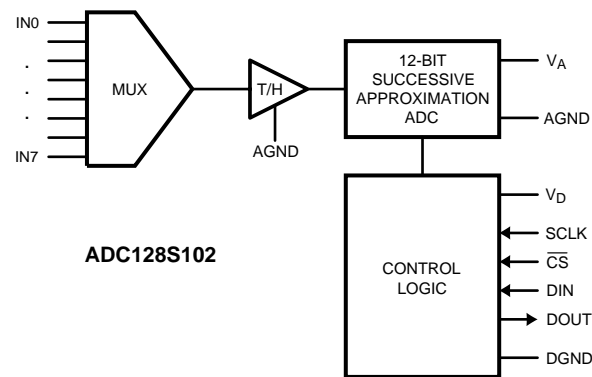 IN0
.
.
.
IN7
MUX
T/H
AGND
12-BIT
SUCCESSIVE
APPROXIMATION
ADC
VA
AGND
ADC128S102
CONTROL
LOGIC
VD
SCLK
C̅S̅
DIN
DOUT
DGND